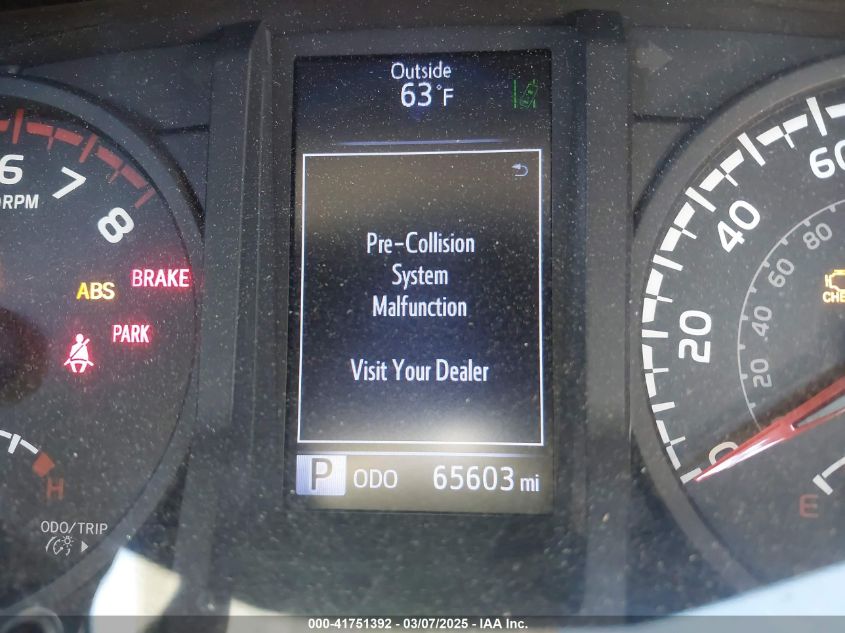 Outside
63°F
Pre-Collision
System
Malfunction
Visit Your Dealer
P ODO 65603 mi
6
7
8
RPM
ABS
BRAKE
PARK
H
ODO/TRIP
0
20
40
60
20
40
60
80
E
000-41751392 - 03/07/2025 - IAA Inc.